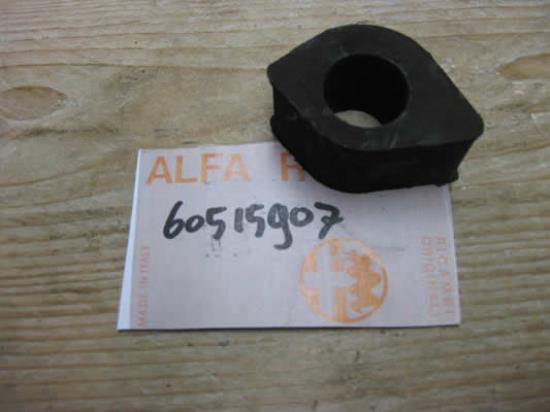 ALFA R
60515907
MADE IN ITALY
RICAMBI
ORIGINALI